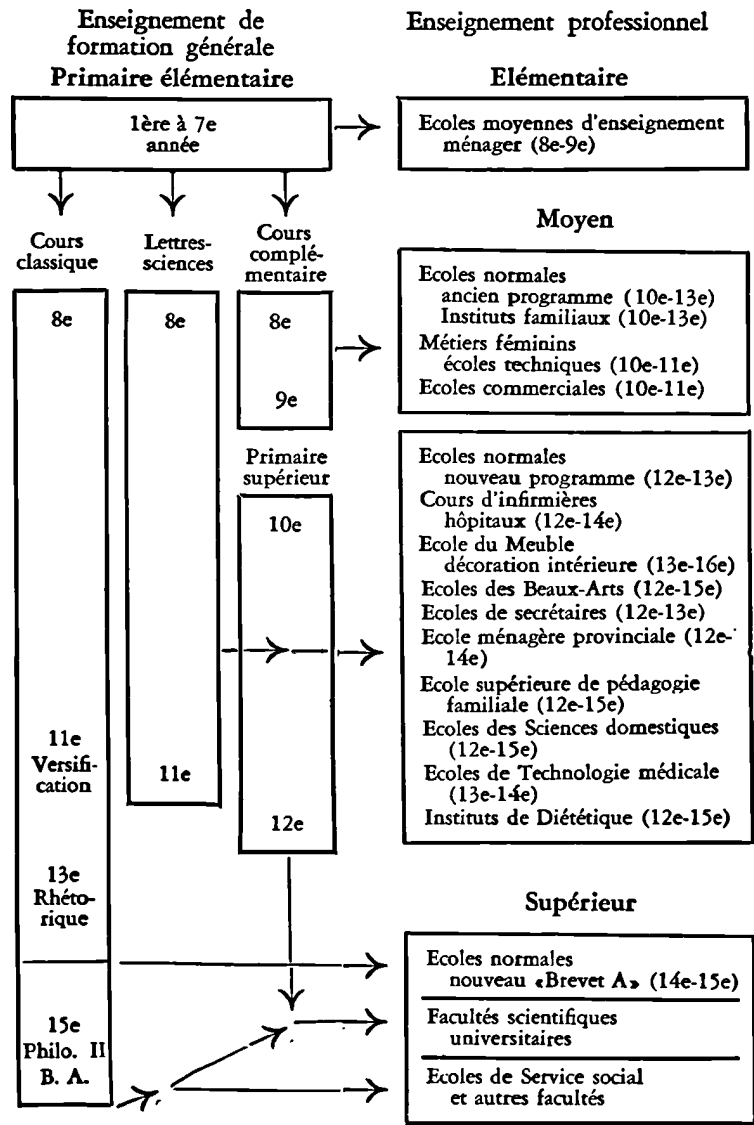 Enseignement de
formation générale
Primaire élémentaire
Enseignement professionnel
Elémentaire
1ère à 7e
année
Ecoles moyennes d'enseignement
ménager (8e-9e)
Cours
classique
Lettres-
sciences
Cours
complé-
mentaire
Moyen
8e
8e
8e
9e
Ecoles normales
ancien programme (10e-13e)
Instituts familiaux (10e-13e)
Métiers féminins
écoles techniques (10e-11e)
Ecoles commerciales (10e-11e)
Primaire
supérieur
10e
11e
Versifi-
cation
11e
12e
Ecoles normales
nouveau programme (12e-13e)
Cours d'infirmières
hôpitaux (12e-14e)
Ecole du Meuble
décoration intérieure (13e-16e)
Ecoles des Beaux-Arts (12e-15e)
Ecoles de secrétaires (12e-13e)
Ecole ménagère provinciale (12e-
14e)
Ecole supérieure de pédagogie
familiale (12e-15e)
Ecoles des Sciences domestiques
(12e-15e)
Ecoles de Technologie médicale
(13e-14e)
Instituts de Diététique (12e-15e)
13e
Rhéto-
rique
Supérieur
Ecoles normales
nouveau «Brevet A» (14e-15e)
15e
Philo. II
B. A.
Facultés scientifiques
universitaires
Ecoles de Service social
et autres facultés